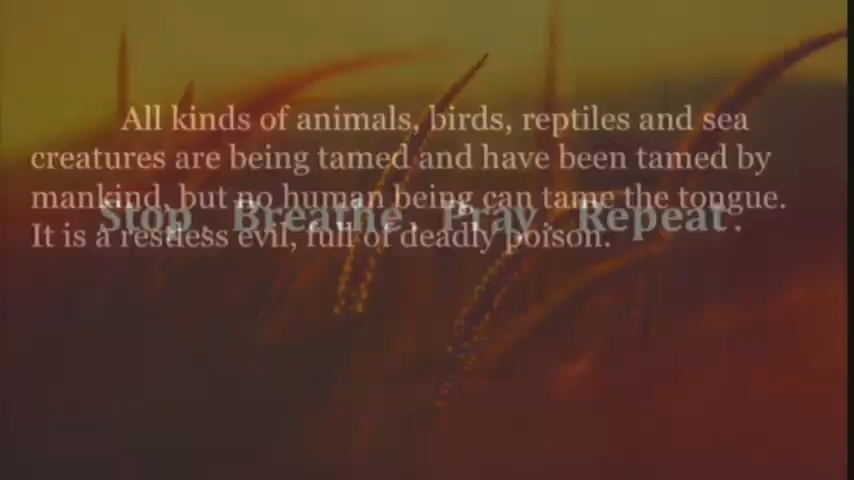 All kinds of animals, birds, reptiles and sea
creatures are being tamed and have been tamed by
mankind, but no human being can tame the tongue.
Stop. Breathe. Pray. Repeat.
It is a restless evil, full of deadly poison.